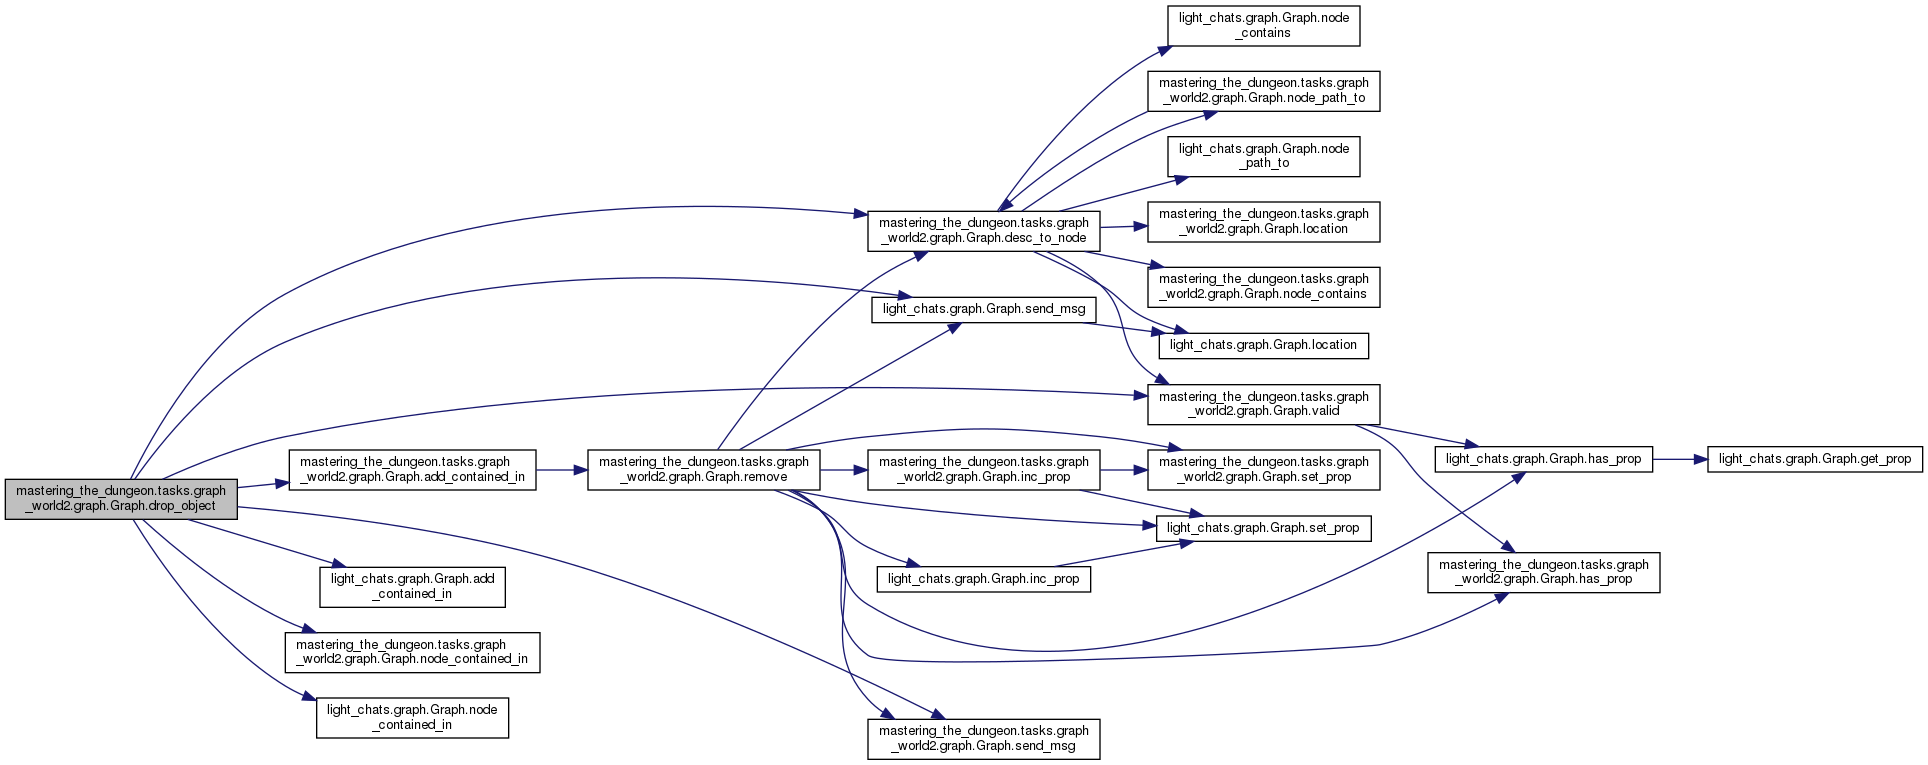 light_chats.graph.Graph.node
_contains
mastering_the_dungeon.tasks.graph
_world2.graph.Graph.node_path_to
light_chats.graph.Graph.node
_path_to
mastering_the_dungeon.tasks.graph
_world2.graph.Graph.location
mastering_the_dungeon.tasks.graph
_world2.graph.Graph.desc_to_node
mastering_the_dungeon.tasks.graph
_world2.graph.Graph.node_contains
light_chats.graph.Graph.send_msg
light_chats.graph.Graph.location
mastering_the_dungeon.tasks.graph
_world2.graph.Graph.valid
mastering_the_dungeon.tasks.graph
_world2.graph.Graph.drop_object
mastering_the_dungeon.tasks.graph
_world2.graph.Graph.add_contained_in
mastering_the_dungeon.tasks.graph
_world2.graph.Graph.remove
mastering_the_dungeon.tasks.graph
_world2.graph.Graph.inc_prop
mastering_the_dungeon.tasks.graph
_world2.graph.Graph.set_prop
light_chats.graph.Graph.has_prop
light_chats.graph.Graph.get_prop
light_chats.graph.Graph.set_prop
light_chats.graph.Graph.inc_prop
mastering_the_dungeon.tasks.graph
_world2.graph.Graph.has_prop
light_chats.graph.Graph.add
_contained_in
mastering_the_dungeon.tasks.graph
_world2.graph.Graph.node_contained_in
light_chats.graph.Graph.node
_contained_in
mastering_the_dungeon.tasks.graph
_world2.graph.Graph.send_msg